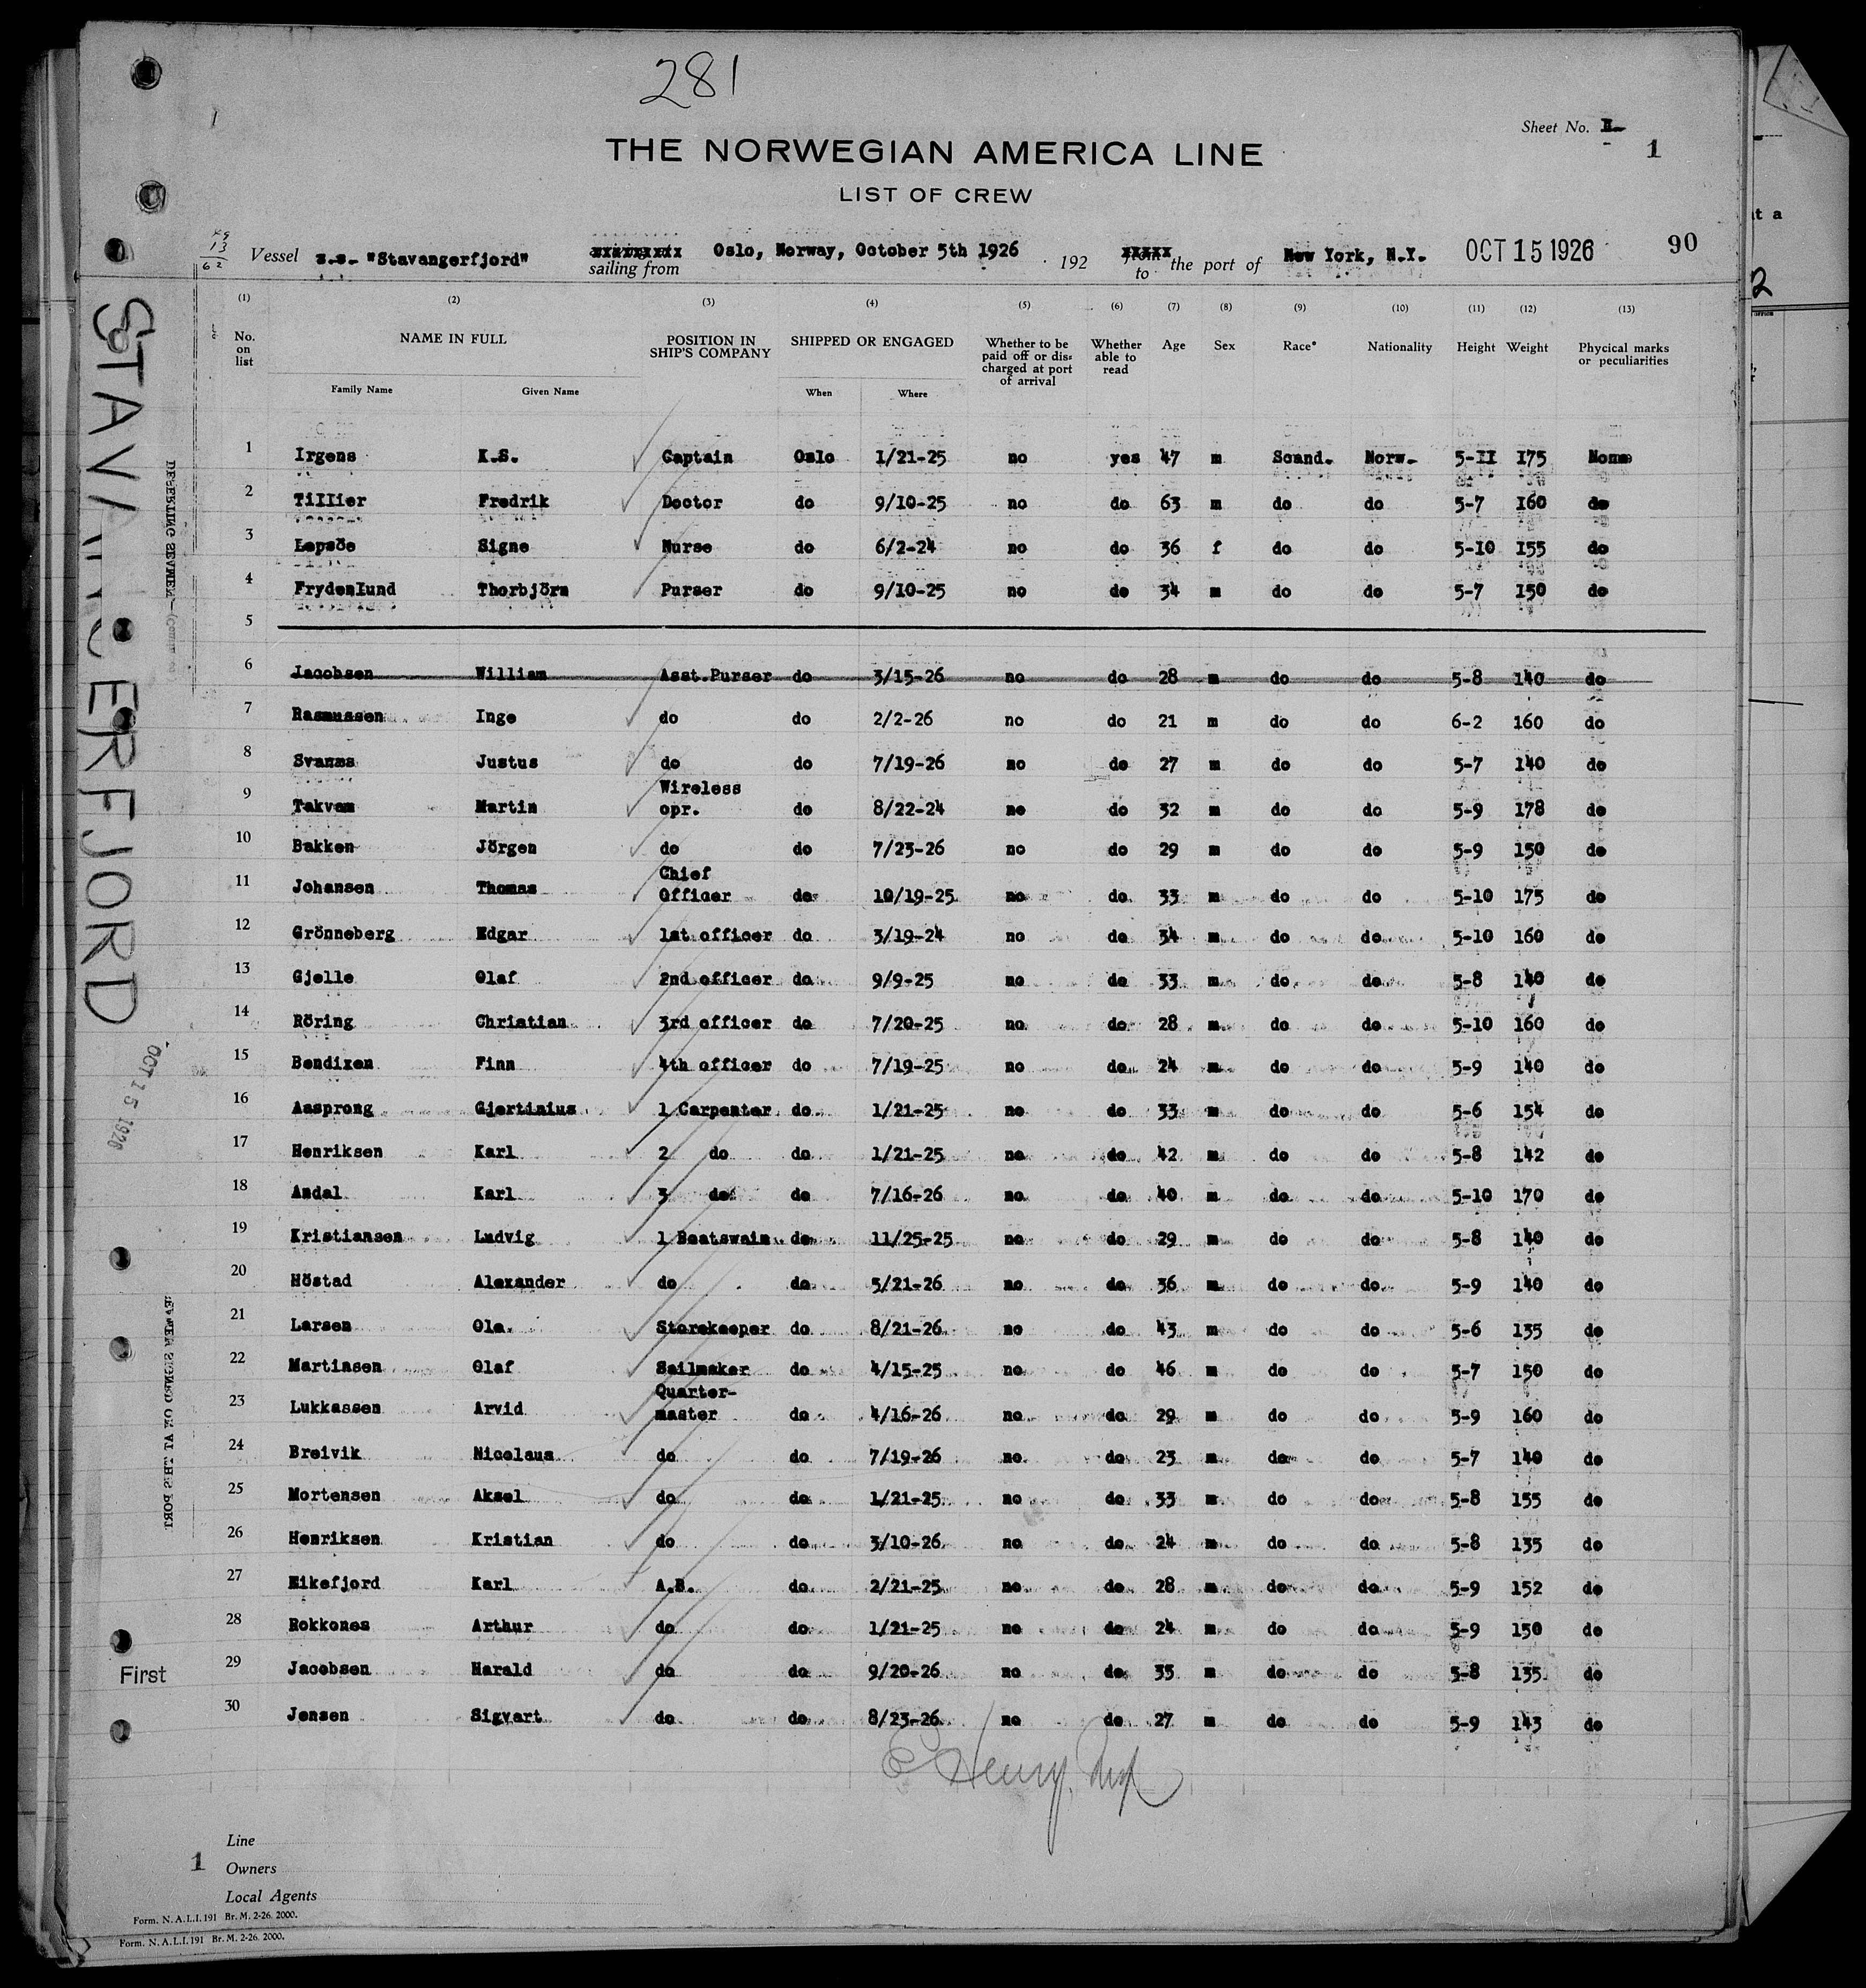 281
Sheet No. II
1
THE NORWEGIAN AMERICA LINE
LIST OF CREW
Vessel s.s. "Stavangerfjord" xxxxxxxxx sailing from Oslo, Norway, October 5th 1926 192 xxxxx to the port of New York, N.Y. OCT 15 1926 90
(1) (2) (3) (4) (5) (6) (7) (8) (9) (10) (11) (12) (13)
No. on list NAME IN FULL POSITION IN SHIP'S COMPANY SHIPPED OR ENGAGED Whether to be paid off or discharged at port of arrival Whether able to read Age Sex Race* Nationality Height Weight Phycical marks or peculiarities
Family Name Given Name When Where
1 Irgens K.S. Captain Oslo 1/21-25 no yes 47 m Scand. Norw. 5-II 175 None
2 Tillier Fredrik Doctor do 9/10-25 no do 63 m do do 5-7 160 do
3 Lepsöe Signe Nurse do 6/2-24 no do 36 f do do 5-10 155 do
4 Frydenlund Thorbjörn Purser do 9/10-25 no do 34 m do do 5-7 150 do
5
6 Jacobsen William Asst.Purser do 3/15-26 no do 28 m do do 5-8 140 do
7 Rasmussen Inge do do 2/2-26 no do 21 m do do 6-2 160 do
8 Svanæs Justus do do 7/19-26 no do 27 m do do 5-7 140 do
9 Takvam Martin Wireless opr. do 8/22-24 no do 32 m do do 5-9 178 do
10 Bakken Jörgen do do 7/23-26 no do 29 m do do 5-9 150 do
11 Johansen Thomas Chief Officer do 10/19-25 no do 33 m do do 5-10 175 do
12 Grönneberg Edgar 1st officer do 3/19-24 no do 34 m do do 5-10 160 do
13 Gjelle Olaf 2nd officer do 9/9-25 no do 33 m do do 5-8 140 do
14 Röring Christian 3rd officer do 7/20-25 no do 28 m do do 5-10 160 do
15 Bendixen Finn 4th officer do 7/19-25 no do 24 m do do 5-9 140 do
16 Aasprong Gjertinius 1 Carpenter do 1/21-25 no do 33 m do do 5-6 154 do
17 Henriksen Karl 2 do do 1/21-25 no do 42 m do do 5-8 142 do
18 Andal Karl 3 do do 7/16-26 no do 40 m do do 5-10 170 do
19 Kristiansen Ludvig 1 Boatswain do 11/25-25 no do 29 m do do 5-8 140 do
20 Höstad Alexander do do 5/21-26 no do 36 m do do 5-9 140 do
21 Larsen Ola Storekeeper do 8/21-26 no do 43 m do do 5-6 135 do
22 Martinsen Olaf Sailmaker do 4/15-25 no do 46 m do do 5-7 150 do
23 Lukkassen Arvid Quarter-master do 4/16-26 no do 29 m do do 5-9 160 do
24 Breivik Nicolaus do do 7/19-26 no do 23 m do do 5-7 140 do
25 Mortensen Aksel do do 1/21-25 no do 33 m do do 5-8 155 do
26 Henriksen Kristian do do 3/10-26 no do 24 m do do 5-8 135 do
27 Eikefjord Karl A.B. do 2/21-25 no do 28 m do do 5-9 152 do
28 Rokkones Arthur do do 1/21-25 no do 24 m do do 5-9 150 do
29 Jacobsen Harald do do 9/20-26 no do 35 m do do 5-8 135 do
30 Jensen Sigvart do do 8/23-26 no do 27 m do do 5-9 143 do
Line
1 Owners
Local Agents
Form. N.A.L.I.191 Br. M. 2-26. 2000.
Form. N.A.L.I.191 Br. M. 2-26. 2000.
First
STAVANGERFJORD
OCT 15 1926